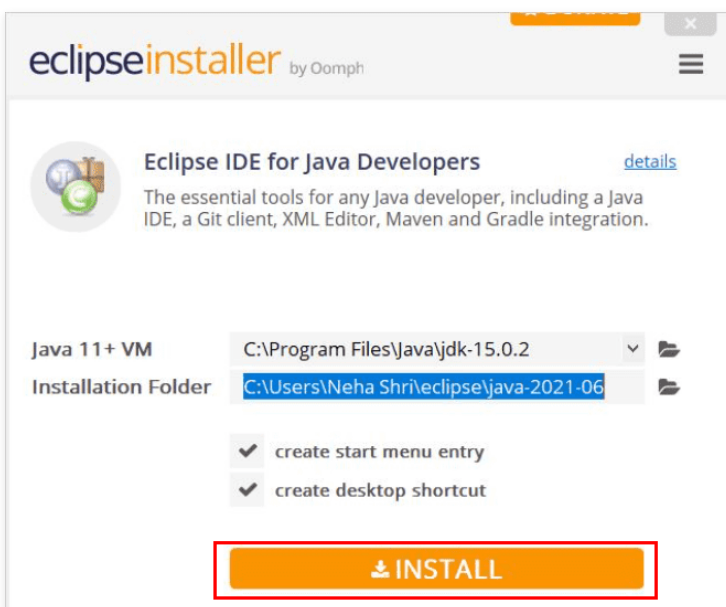 eclipseinstaller by Oomph
Eclipse IDE for Java Developers details
The essential tools for any Java developer, including a Java
IDE, a Git client, XML Editor, Maven and Gradle integration.
Java 11+ VM C:\Program Files\Java\jdk-15.0.2
Installation Folder C:\Users\Neha Shri\eclipse\java-2021-06
create start menu entry
create desktop shortcut
INSTALL